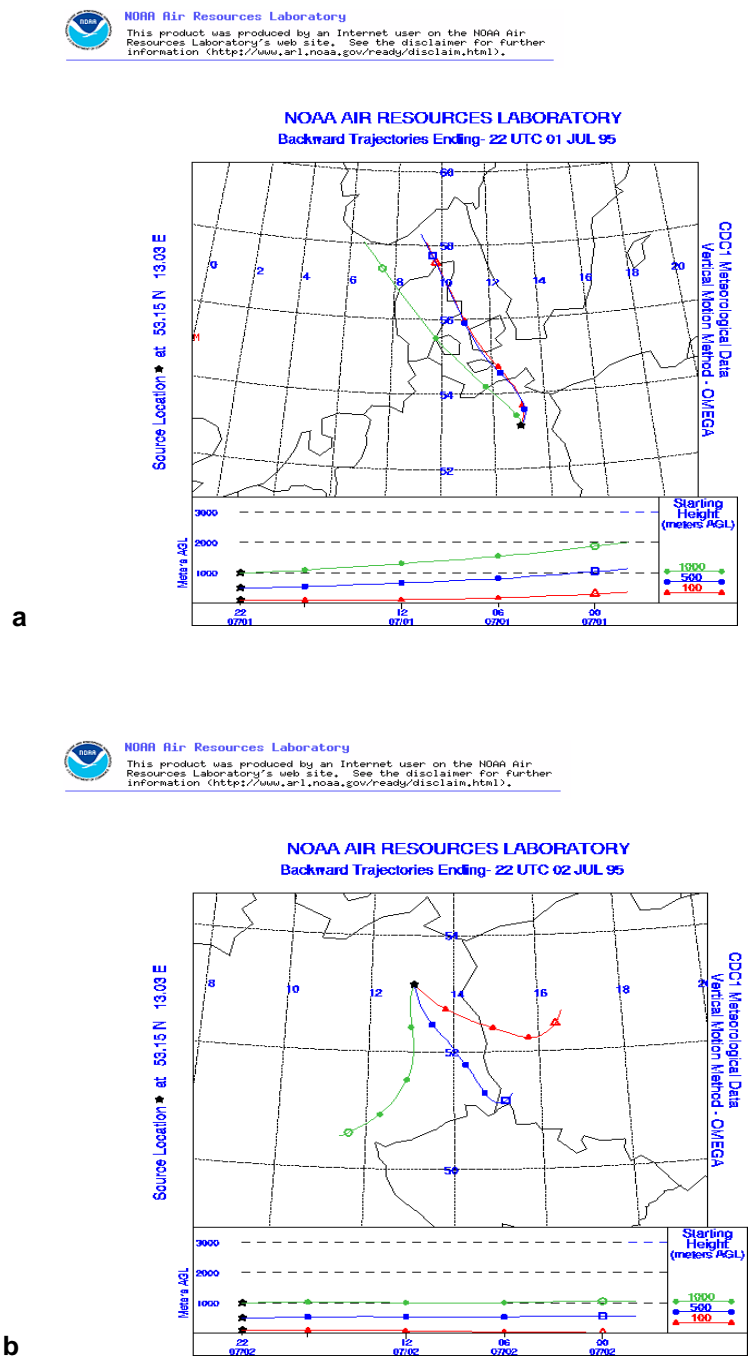 NOAA
NOAA Air Resources Laboratory
This product was produced by an Internet user on the NOAA Air
Resources Laboratory's web site. See the disclaimer for further
information (http://www.arl.noaa.gov/ready/disclaim.html).
NOAA AIR RESOURCES LABORATORY
Backward Trajectories Ending- 22 UTC 01 JUL 95
Source Location ★ at 53.15 N 13.03 E
60
58
0 2 4 6 8 10 12 14 16 18 20
56
54
52
M
CDC1 Meteorological Data
Vertical Motion Method - OMEGA
Meters AGL
3000
2000
1000
Starting
Height
(meters AGL)
1000
500
100
22 12 06 00
07/01 07/01 07/01 07/01
a
NOAA
NOAA Air Resources Laboratory
This product was produced by an Internet user on the NOAA Air
Resources Laboratory's web site. See the disclaimer for further
information (http://www.arl.noaa.gov/ready/disclaim.html).
NOAA AIR RESOURCES LABORATORY
Backward Trajectories Ending- 22 UTC 02 JUL 95
Source Location ★ at 53.15 N 13.03 E
54
8 10 12 14 16 18 20
52
50
CDC1 Meteorological Data
Vertical Motion Method - OMEGA
Meters AGL
3000
2000
1000
Starting
Height
(meters AGL)
1000
500
100
22 12 06 00
07/02 07/02 07/02 07/02
b